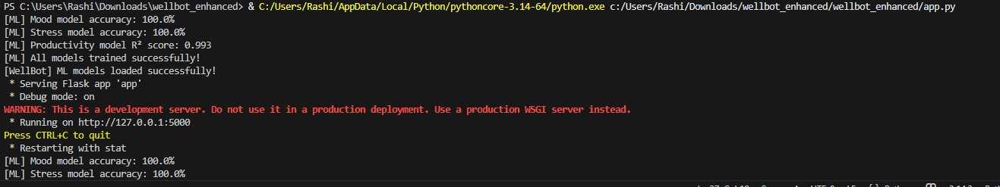 PS C:\Users\Rashi\Downloads\wellbot_enhanced> & C:/Users/Rashi/AppData/Local/Python/pythoncore-3.14-64/python.exe c:/Users/Rashi/Downloads/wellbot_enhanced/wellbot_enhanced/app.py
[ML] Mood model accuracy: 100.0%
[ML] Stress model accuracy: 100.0%
[ML] Productivity model R² score: 0.993
[ML] All models trained successfully!
[WellBot] ML models loaded successfully!
 * Serving Flask app 'app'
 * Debug mode: on
WARNING: This is a development server. Do not use it in a production deployment. Use a production WSGI server instead.
 * Running on http://127.0.0.1:5000
Press CTRL+C to quit
 * Restarting with stat
[ML] Mood model accuracy: 100.0%
[ML] Stress model accuracy: 100.0%